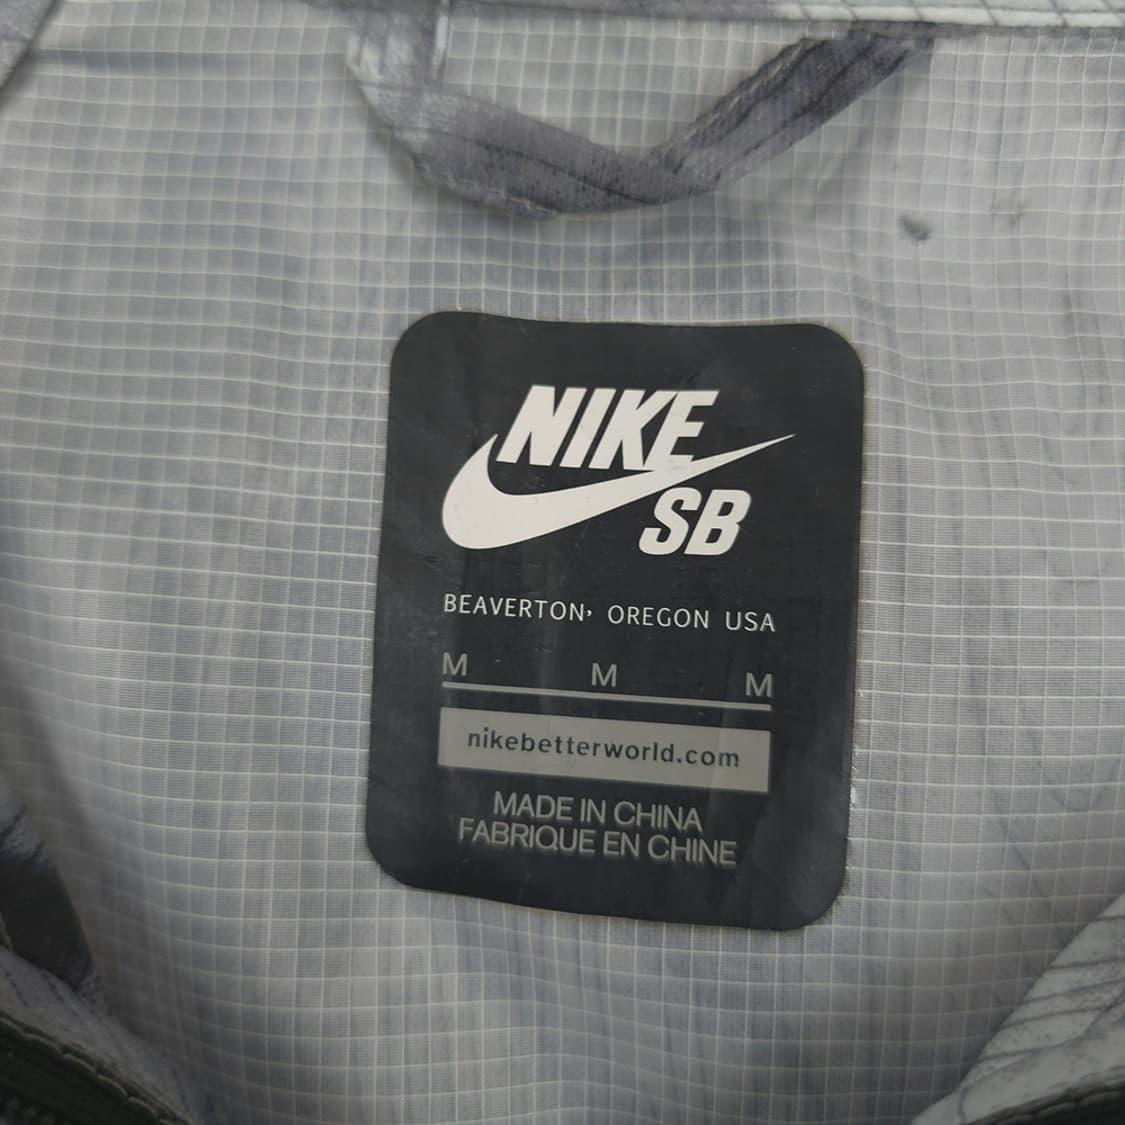 NIKE
SB
BEAVERTON, OREGON USA
M M M
nikebetterworld.com
MADE IN CHINA
FABRIQUE EN CHINE